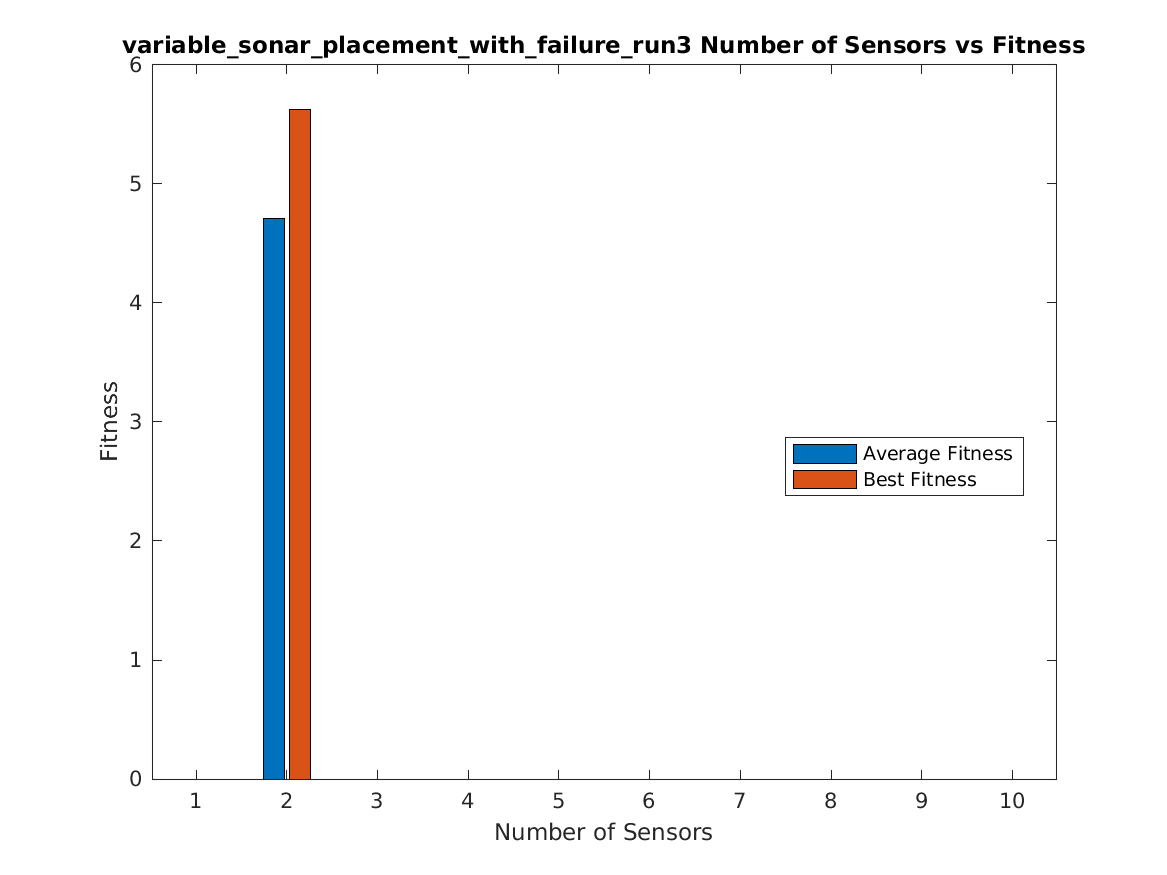 variable_sonar_placement_with_failure_run3 Number of Sensors vs Fitness
6
5
4
3
2
1
0
Fitness
Average Fitness
Best Fitness
1 2 3 4 5 6 7 8 9 10
Number of Sensors